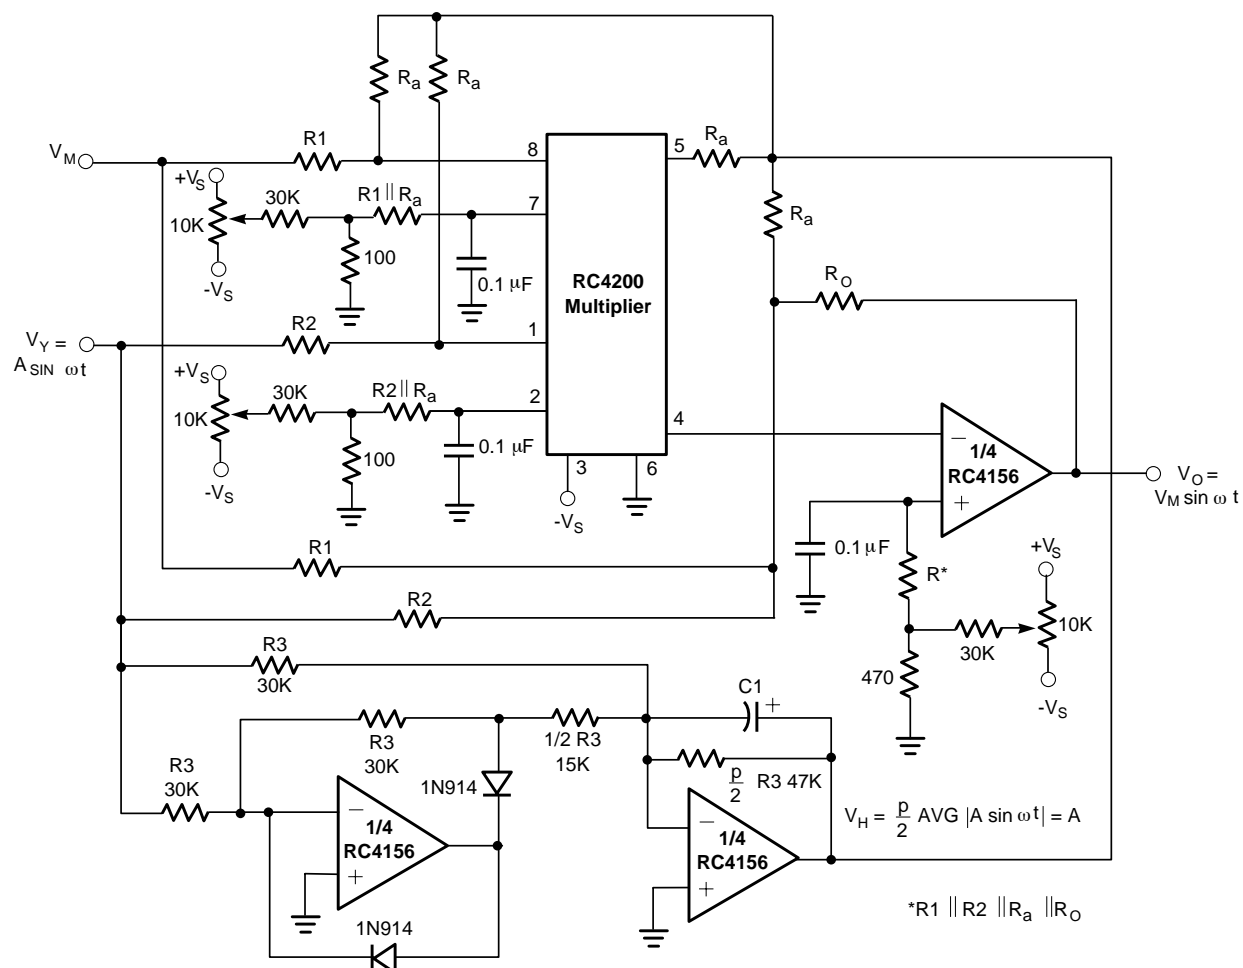 Ra
Ra
VM
R1
8
5
Ra
+VS
30K
R1 || Ra
7
10K
Ra
100
-VS
0.1 μF
RC4200
Multiplier
RO
VY =
A SIN ωt
R2
1
+VS
30K
R2 || Ra
2
10K
4
100
0.1 μF
-VS
3
6
-VS
−
1/4
RC4156
+
VO =
VM sin ω t
R1
0.1 μF
R*
+VS
R2
10K
30K
470
-VS
R3
30K
C1
+
R3
30K
1/2 R3
15K
R3
30K
1N914
p/2 R3 47K
−
1/4
RC4156
+
−
1/4
RC4156
+
VH = p/2 AVG |A sin ωt| = A
1N914
*R1 || R2 || Ra || RO